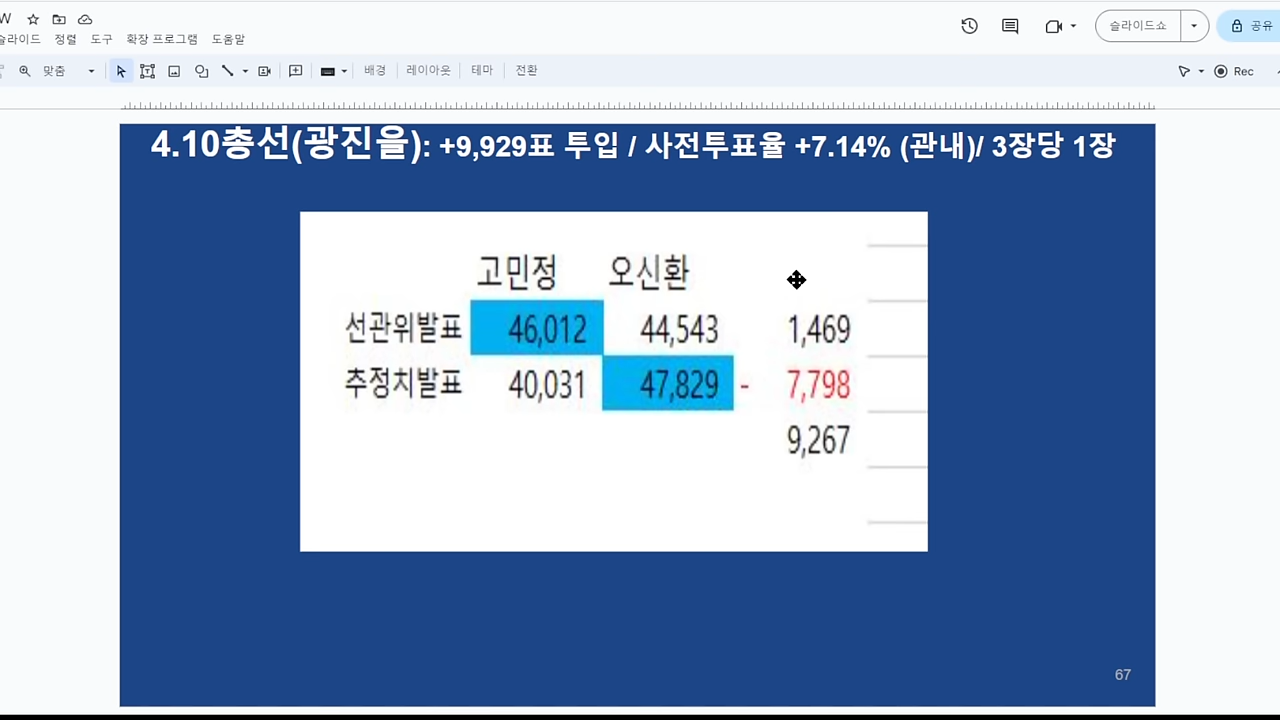 W
슬라이드쇼
공유
슬라이드 정렬 도구 확장 프로그램 도움말
맞춤
배경 레이아웃 테마 전환
Rec
4.10총선(광진을): +9,929표 투입 / 사전투표율 +7.14% (관내)/ 3장당 1장
고민정 오신환
선관위발표 46,012 44,543 1,469
추정치발표 40,031 47,829 - 7,798
9,267
67